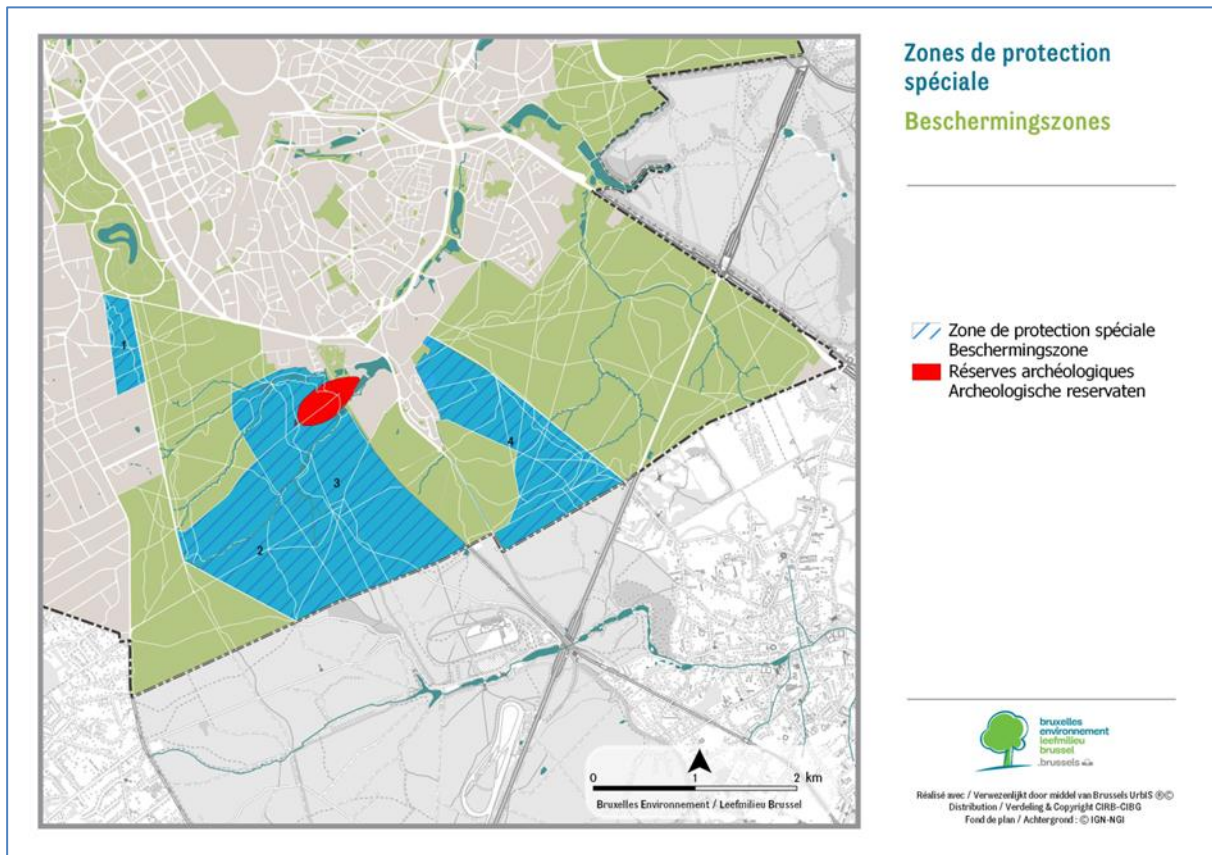 Zones de protection
spéciale
Beschermingszones
1
2
3
4
Zone de protection spéciale
Beschermingszone
Réserves archéologiques
Archeologische reservaten
0 1 2 km
Bruxelles Environnement / Leefmilieu Brussel
bruxelles
environnement
leefmilieu
brussel
.brussels
Réalisé avec / Verwezenlijkt door middel van Brussels UrbIS ®©
Distribution / Verdeling & Copyright CIRB-CIBG
Fond de plan / Achtergrond : © IGN-NGI